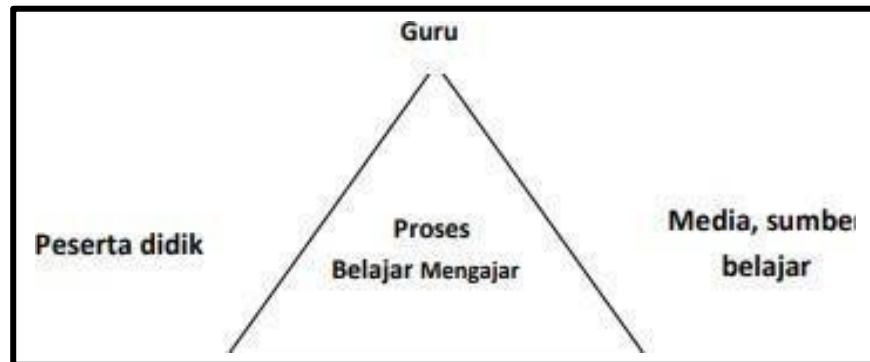 Guru
Peserta didik
Proses
Belajar Mengajar
Media, sumber
belajar